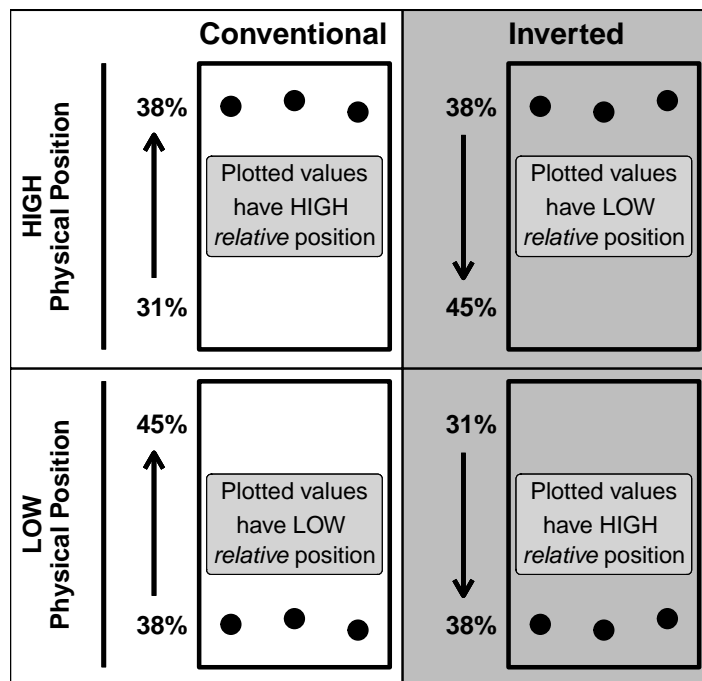 Conventional
Inverted
HIGH
Physical Position
38%
31%
Plotted values
have HIGH
relative position
38%
45%
Plotted values
have LOW
relative position
LOW
Physical Position
45%
38%
Plotted values
have LOW
relative position
31%
38%
Plotted values
have HIGH
relative position